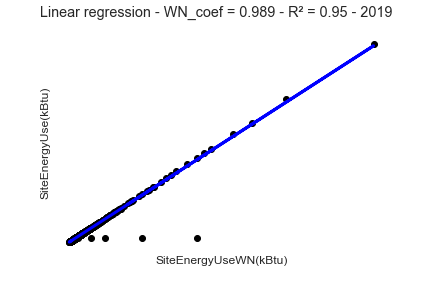 Linear regression - WN_coef = 0.989 - R² = 0.95 - 2019
SiteEnergyUse(kBtu)
SiteEnergyUseWN(kBtu)